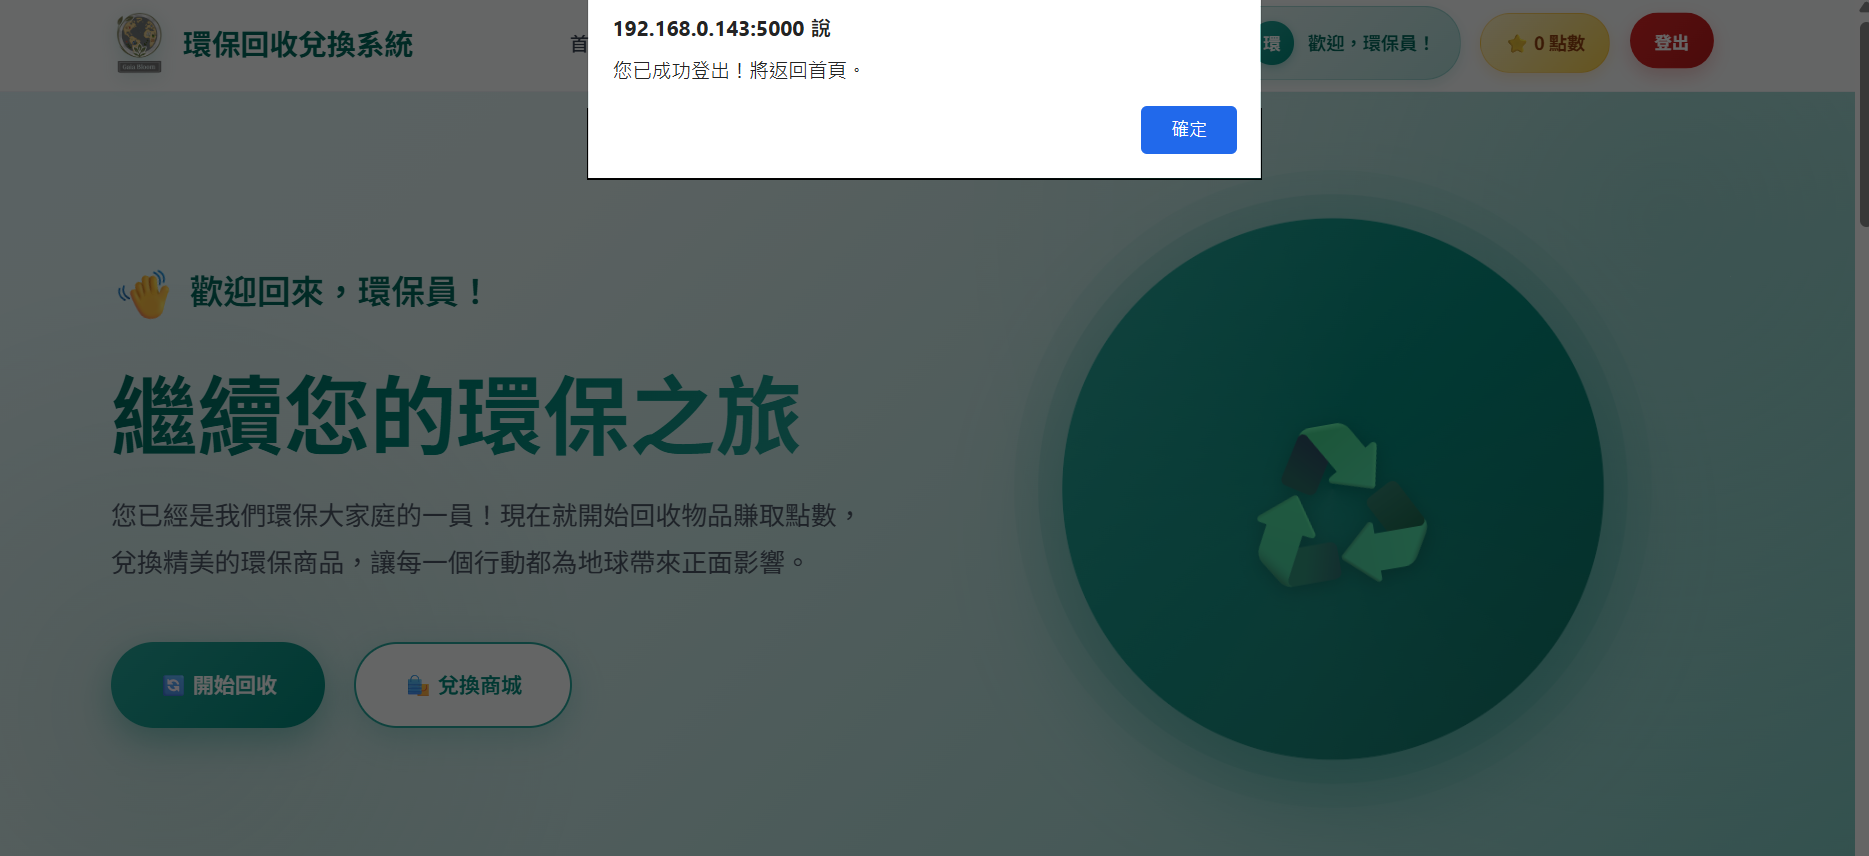 環保回收兌換系統
首
192.168.0.143:5000 說
您已成功登出！將返回首頁。
確定
環
歡迎，環保員！
0 點數
登出
歡迎回來，環保員！
繼續您的環保之旅
您已經是我們環保大家庭的一員！現在就開始回收物品賺取點數，
兌換精美的環保商品，讓每一個行動都為地球帶來正面影響。
開始回收
兌換商城